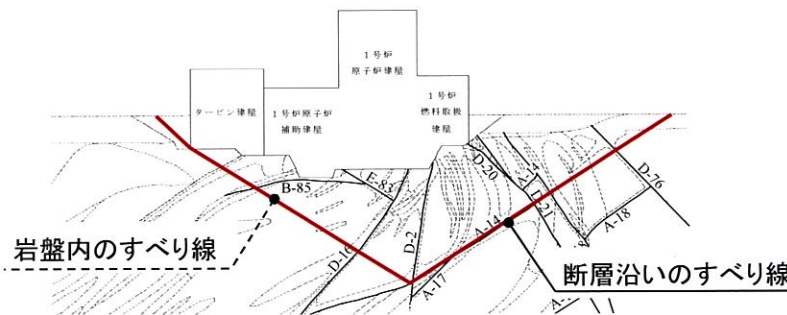 1号炉
原子炉建屋
タービン建屋
1号炉原子炉
補助建屋
1号炉
燃料取扱
建屋
B-85
F-83
D-20
A-14
D-21
D-76
A-18
D-16
D-2
A-14
A-17
岩盤内のすべり線
断層沿いのすべり線